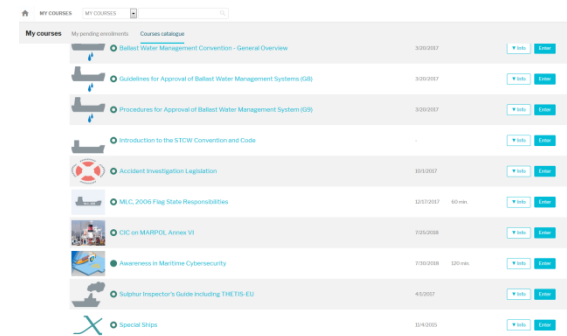 MY COURSES MY COURSES
My courses My pending enrolments Courses catalogue
Ballast Water Management Convention - General Overview 3/20/2017 ▼ Info Enter
Guidelines for Approval of Ballast Water Management Systems (G8) 3/20/2017 ▼ Info Enter
Procedures for Approval of Ballast Water Management System (G9) 3/20/2017 ▼ Info Enter
Introduction to the STCW Convention and Code - ▼ Info Enter
Accident Investigation Legislation 10/1/2017 ▼ Info Enter
MLC, 2006 Flag State Responsibilities 12/17/2017 60 min. ▼ Info Enter
CIC on MARPOL Annex VI 7/25/2018 ▼ Info Enter
Awareness in Maritime Cybersecurity 7/30/2018 120 min. ▼ Info Enter
Sulphur Inspector's Guide Including THETIS-EU 4/1/2017 ▼ Info Enter
Special Ships 11/4/2015 ▼ Info Enter